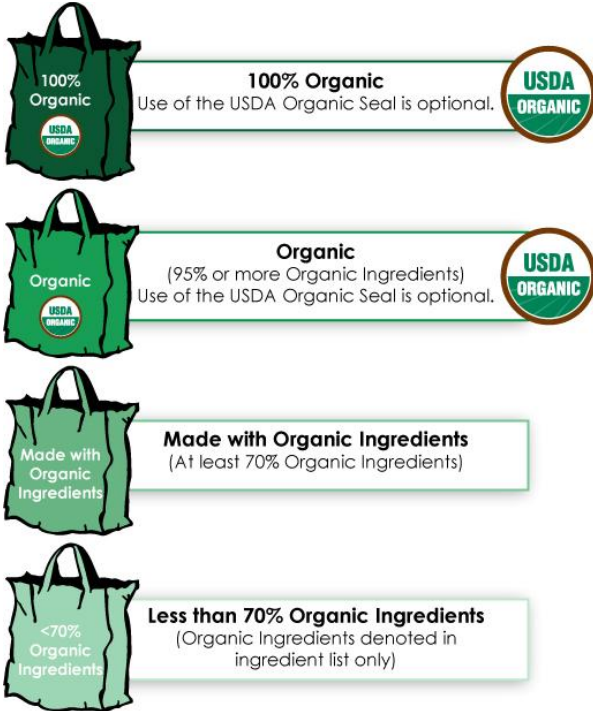 100%
Organic
USDA
ORGANIC
100% Organic
Use of the USDA Organic Seal is optional.
USDA
ORGANIC
Organic
USDA
ORGANIC
Organic
(95% or more Organic Ingredients)
Use of the USDA Organic Seal is optional.
USDA
ORGANIC
Made with
Organic
Ingredients
Made with Organic Ingredients
(At least 70% Organic Ingredients)
<70%
Organic
Ingredients
Less than 70% Organic Ingredients
(Organic Ingredients denoted in
ingredient list only)